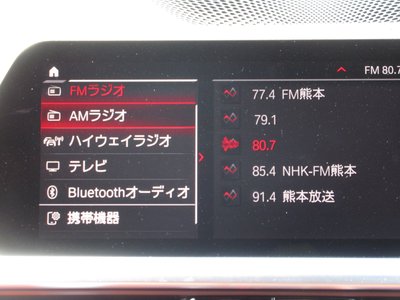 FM 80.7
FMラジオ
AMラジオ
ハイウェイラジオ
テレビ
Bluetoothオーディオ
携帯機器
77.4 FM熊本
79.1
80.7
85.4 NHK-FM熊本
91.4 熊本放送